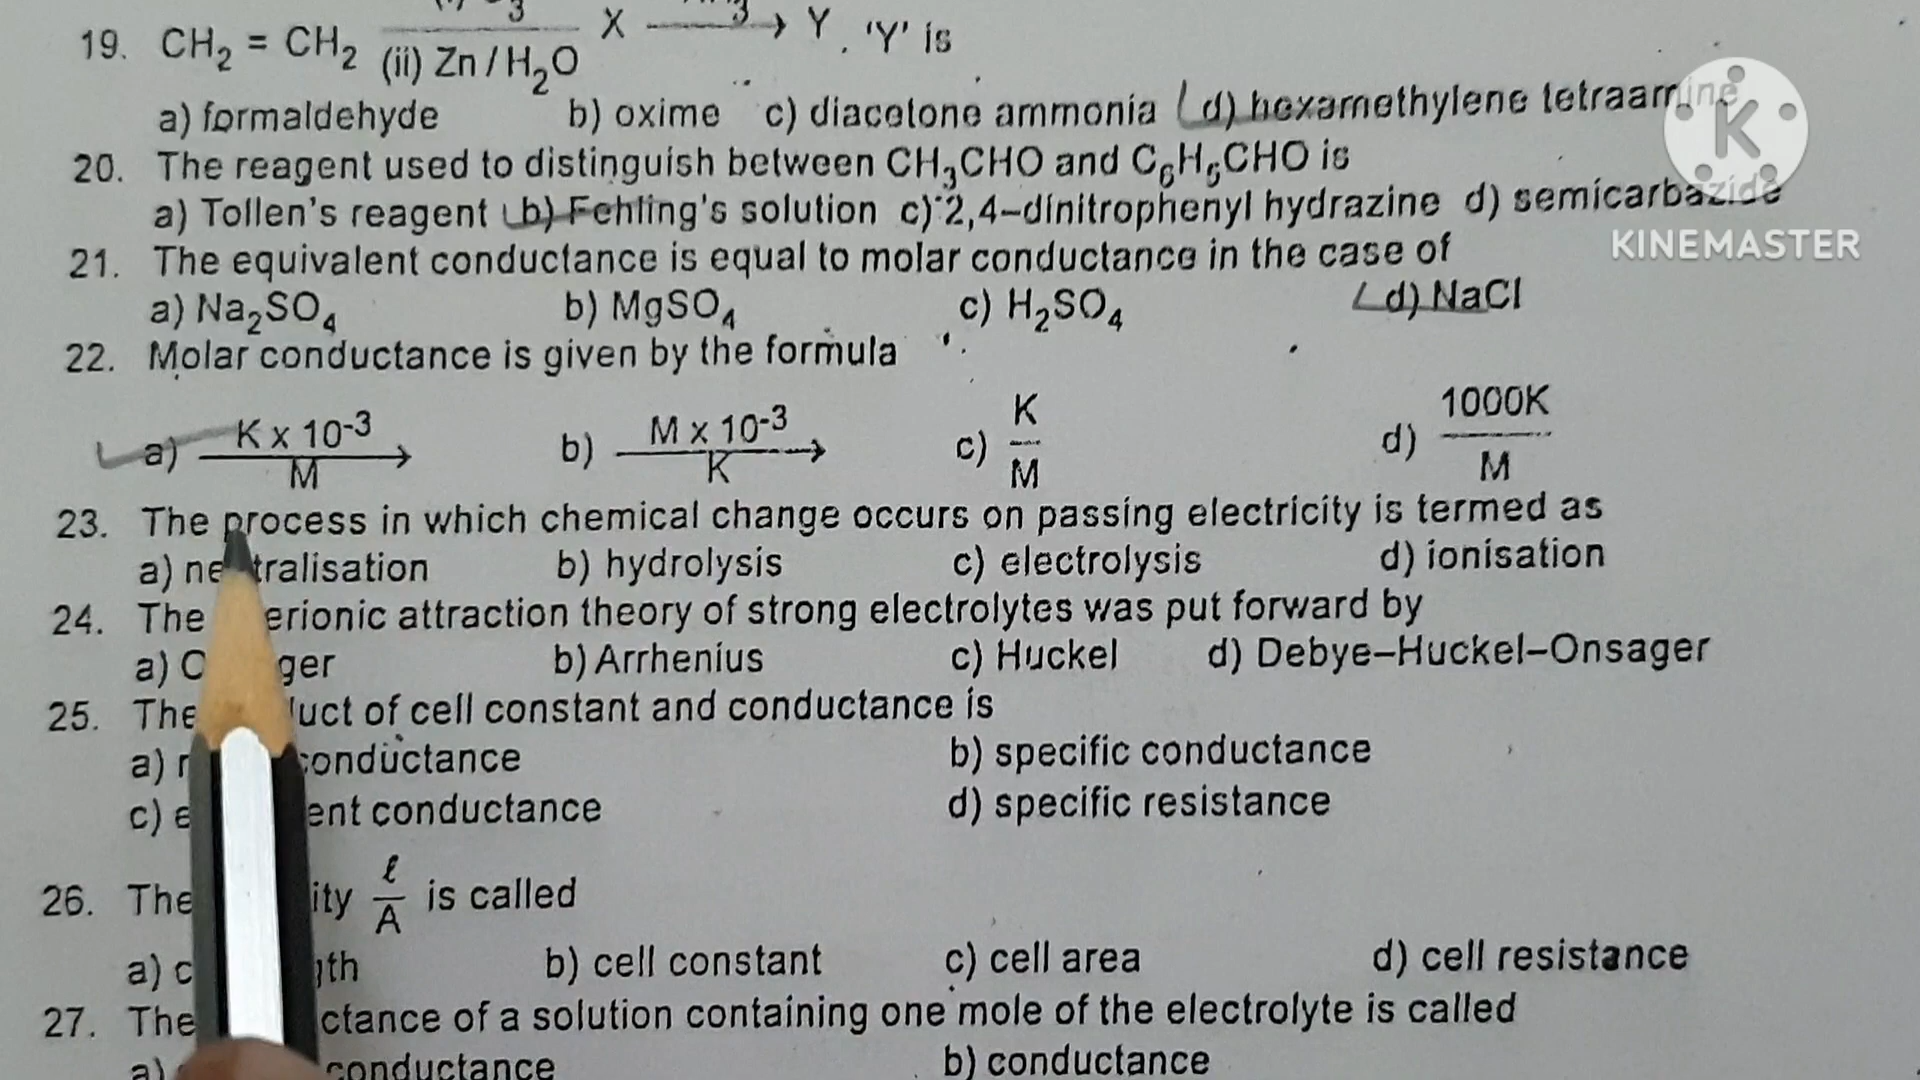 19. CH₂ = CH₂ (ii) Zn/H₂O X → Y. 'Y' is
a) formaldehyde b) oxime c) diacetone ammonia d) hexamethylene tetraamine
20. The reagent used to distinguish between CH₃CHO and C₆H₅CHO is
a) Tollen's reagent b) Fehling's solution c) 2,4–dinitrophenyl hydrazine d) semicarbazide
KINEMASTER
K
21. The equivalent conductance is equal to molar conductance in the case of
a) Na₂SO₄ b) MgSO₄ c) H₂SO₄ d) NaCl
22. Molar conductance is given by the formula
a) K x 10⁻³ / M b) M x 10⁻³ / K c) K / M d) 1000K / M
23. The process in which chemical change occurs on passing electricity is termed as
a) ne tralisation b) hydrolysis c) electrolysis d) ionisation
24. The erionic attraction theory of strong electrolytes was put forward by
a) O ger b) Arrhenius c) Huckel d) Debye–Huckel–Onsager
25. The uct of cell constant and conductance is
a) conductance b) specific conductance
c) e ent conductance d) specific resistance
26. The ity ℓ / A is called
a) c gth b) cell constant c) cell area d) cell resistance
27. The ctance of a solution containing one mole of the electrolyte is called
a) conductance b) conductance